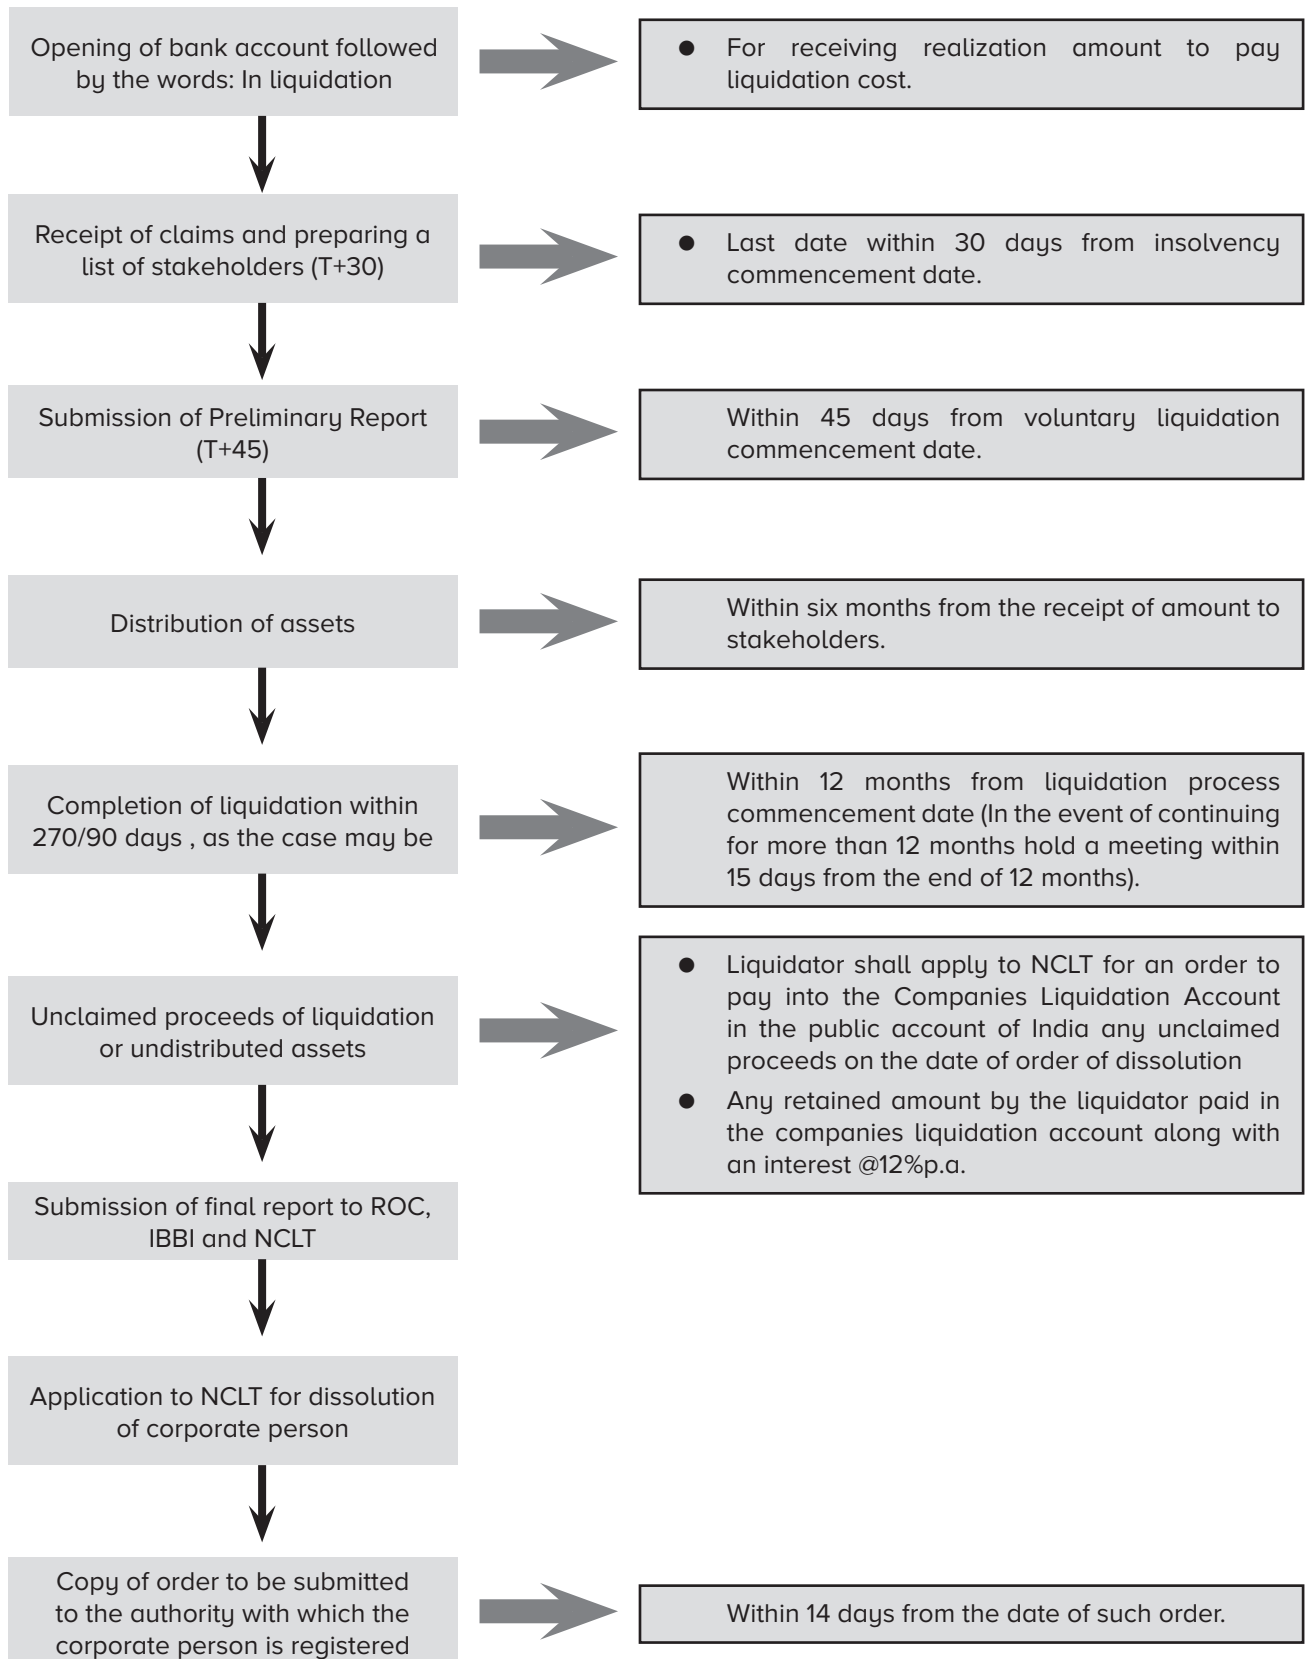 Opening of bank account followed
by the words: In liquidation
● For receiving realization amount to pay
liquidation cost.
Receipt of claims and preparing a
list of stakeholders (T+30)
● Last date within 30 days from insolvency
commencement date.
Submission of Preliminary Report
(T+45)
Within 45 days from voluntary liquidation
commencement date.
Distribution of assets
Within six months from the receipt of amount to
stakeholders.
Completion of liquidation within
270/90 days , as the case may be
Within 12 months from liquidation process
commencement date (In the event of continuing
for more than 12 months hold a meeting within
15 days from the end of 12 months).
Unclaimed proceeds of liquidation
or undistributed assets
● Liquidator shall apply to NCLT for an order to
pay into the Companies Liquidation Account
in the public account of India any unclaimed
proceeds on the date of order of dissolution
● Any retained amount by the liquidator paid in
the companies liquidation account along with
an interest @12%p.a.
Submission of final report to ROC,
IBBI and NCLT
Application to NCLT for dissolution
of corporate person
Copy of order to be submitted
to the authority with which the
corporate person is registered
Within 14 days from the date of such order.